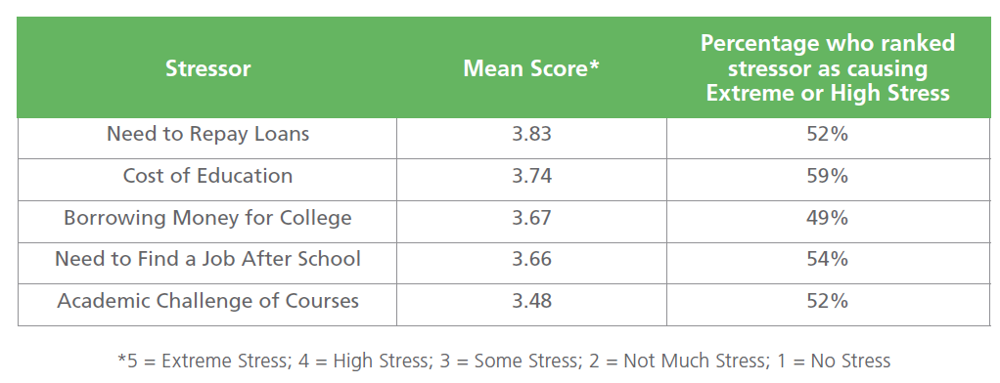 Stressor Mean Score* Percentage who ranked
stressor as causing
Extreme or High Stress
Need to Repay Loans 3.83 52%
Cost of Education 3.74 59%
Borrowing Money for College 3.67 49%
Need to Find a Job After School 3.66 54%
Academic Challenge of Courses 3.48 52%
*5 = Extreme Stress; 4 = High Stress; 3 = Some Stress; 2 = Not Much Stress; 1 = No Stress